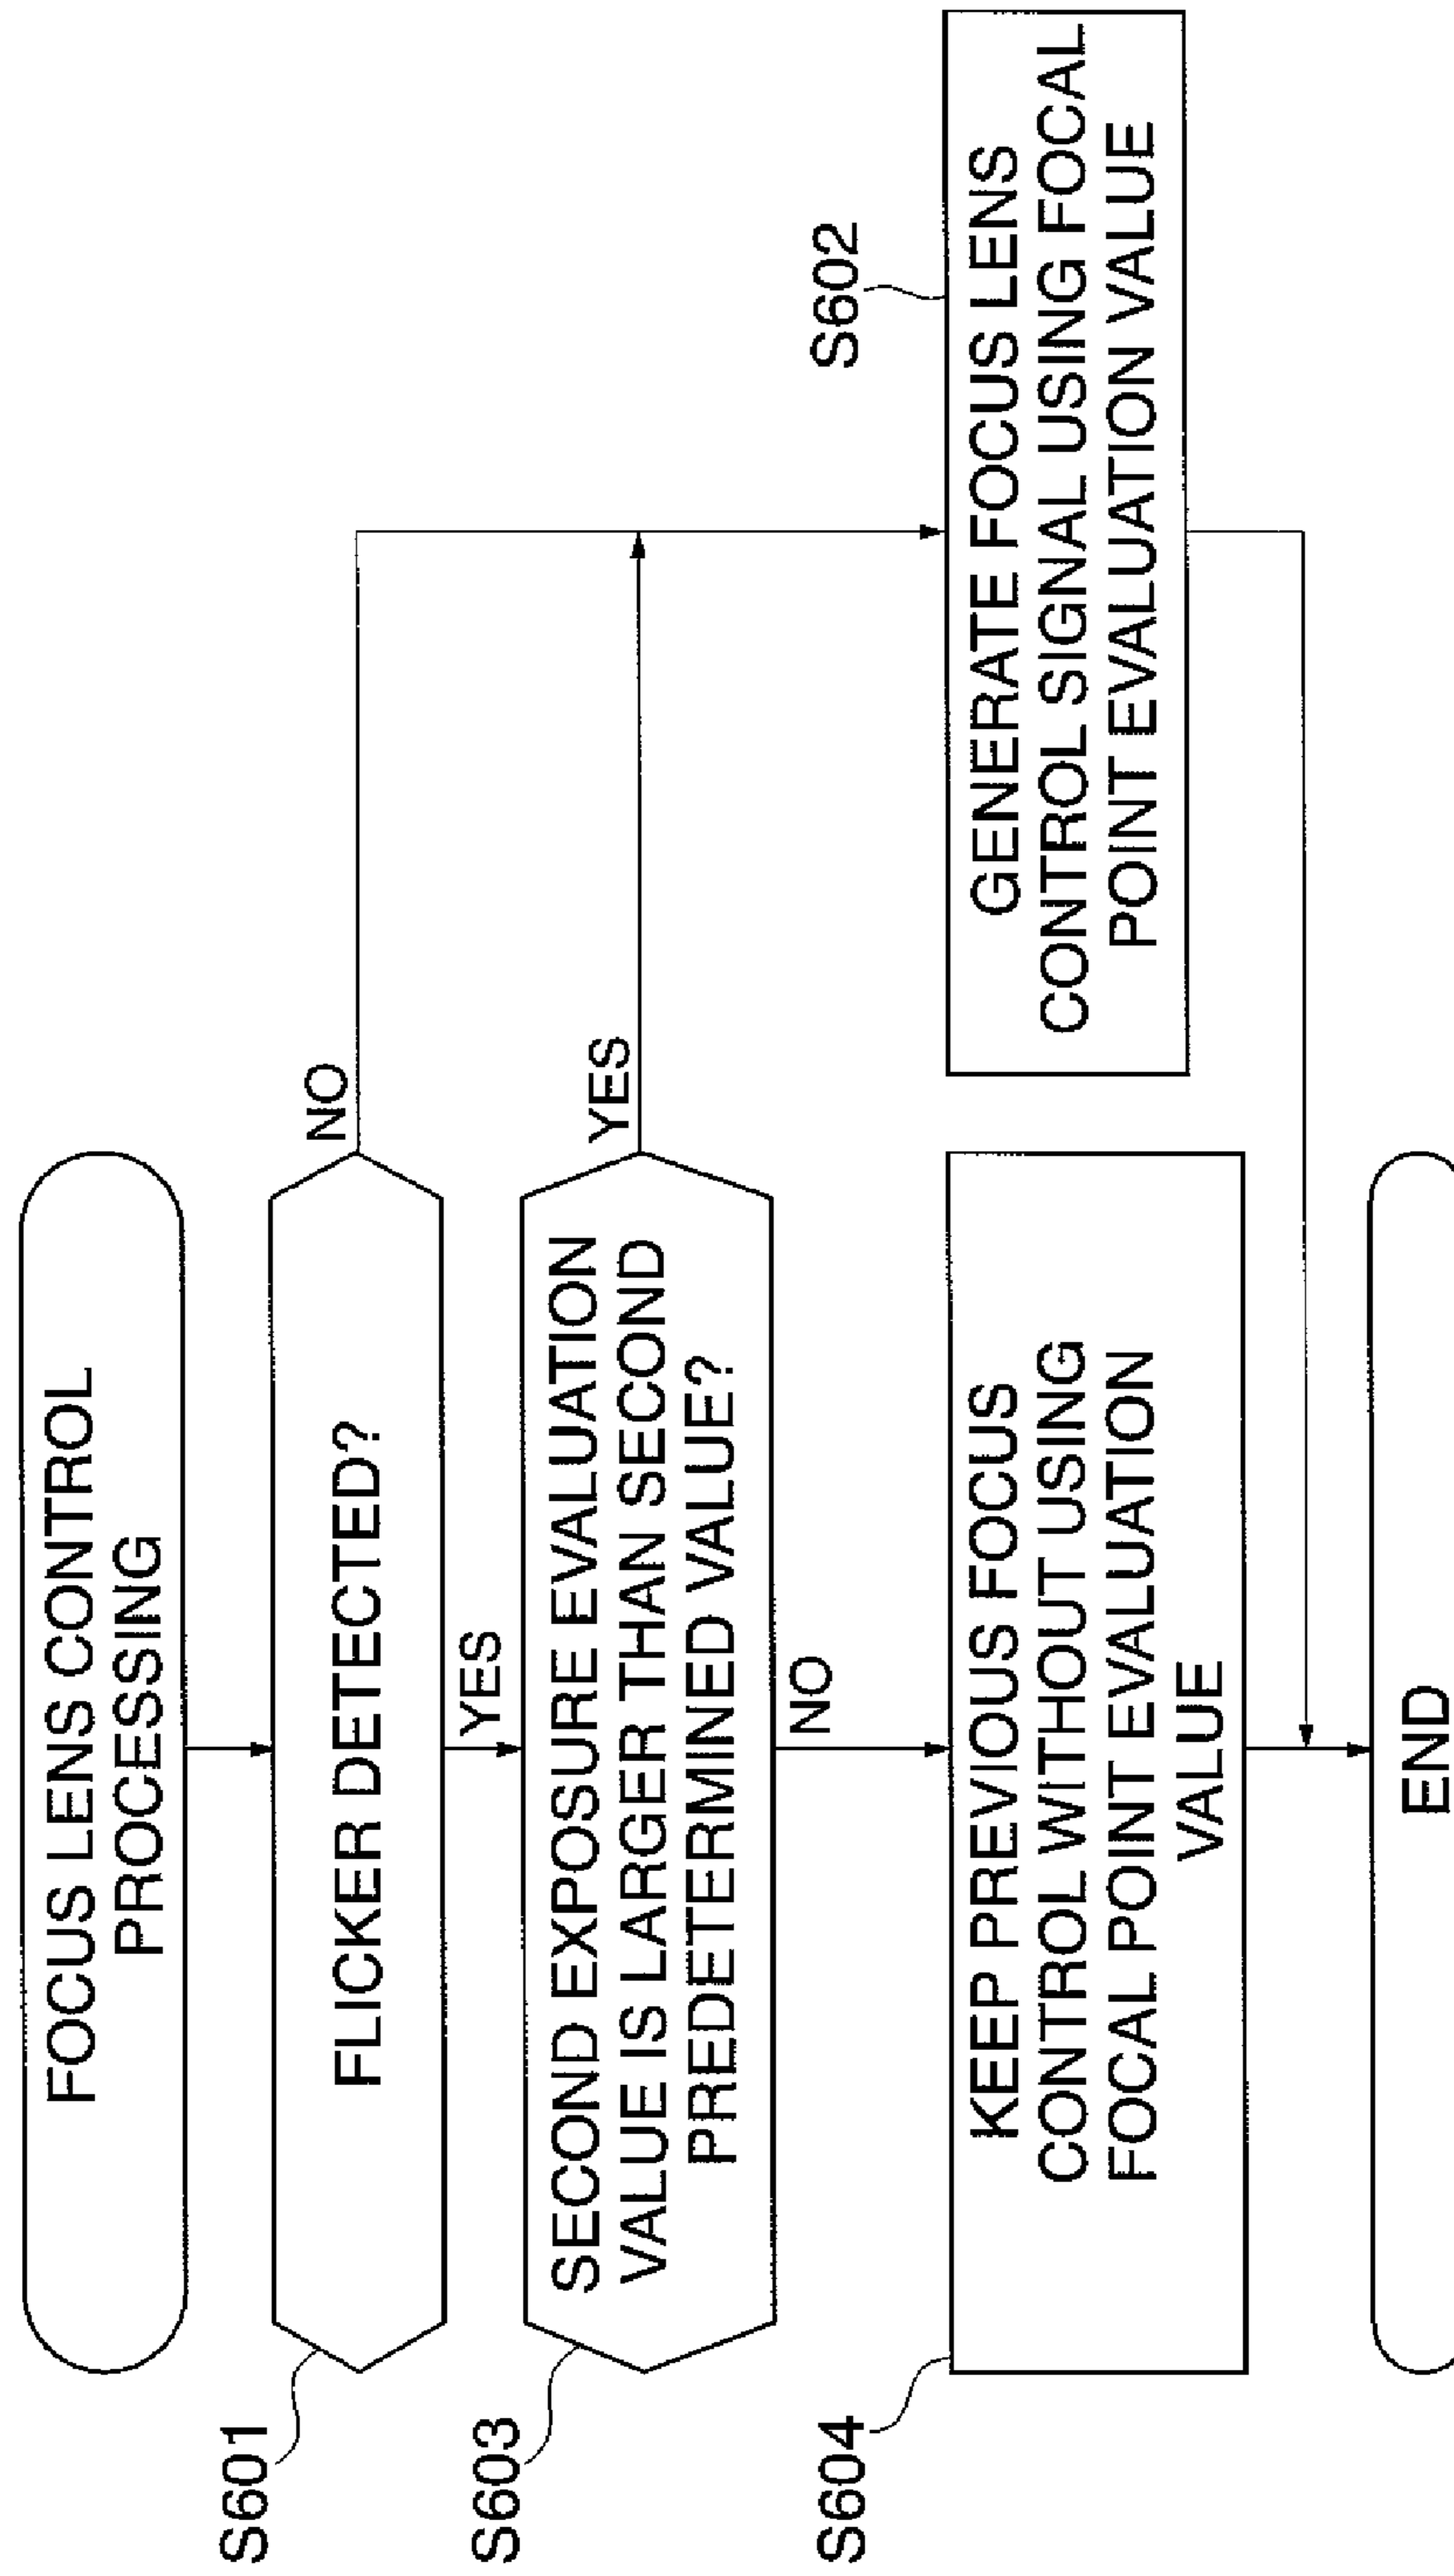 FOCUS LENS CONTROL
PROCESSING
S601
FLICKER DETECTED?
NO
YES
S603
SECOND EXPOSURE EVALUATION
VALUE IS LARGER THAN SECOND
PREDETERMINED VALUE?
YES
NO
S604
KEEP PREVIOUS FOCUS
CONTROL WITHOUT USING
FOCAL POINT EVALUATION
VALUE
S602
GENERATE FOCUS LENS
CONTROL SIGNAL USING FOCAL
POINT EVALUATION VALUE
END